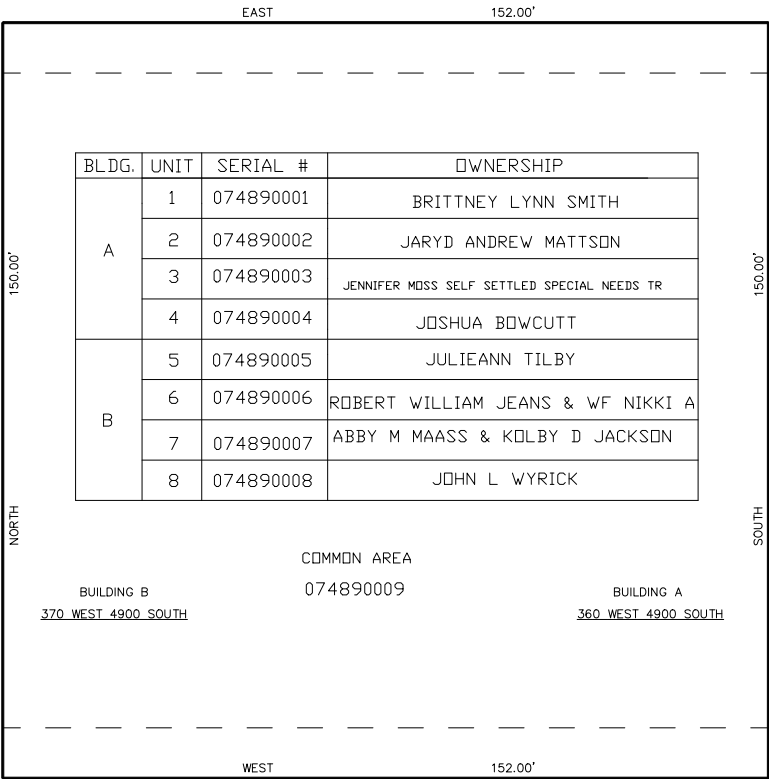 EAST 152.00'
BLDG. UNIT SERIAL # OWNERSHIP
A
1 074890001 BRITTNEY LYNN SMITH
2 074890002 JARYD ANDREW MATTSON
3 074890003 JENNIFER MOSS SELF SETTLED SPECIAL NEEDS TR
4 074890004 JOSHUA BOWCUTT
B
5 074890005 JULIEANN TILBY
6 074890006 ROBERT WILLIAM JEANS & WF NIKKI A
7 074890007 ABBY M MAASS & KOLBY D JACKSON
8 074890008 JOHN L WYRICK
150.00'
NORTH
150.00'
SOUTH
COMMON AREA
074890009
BUILDING B
370 WEST 4900 SOUTH
BUILDING A
360 WEST 4900 SOUTH
WEST 152.00'